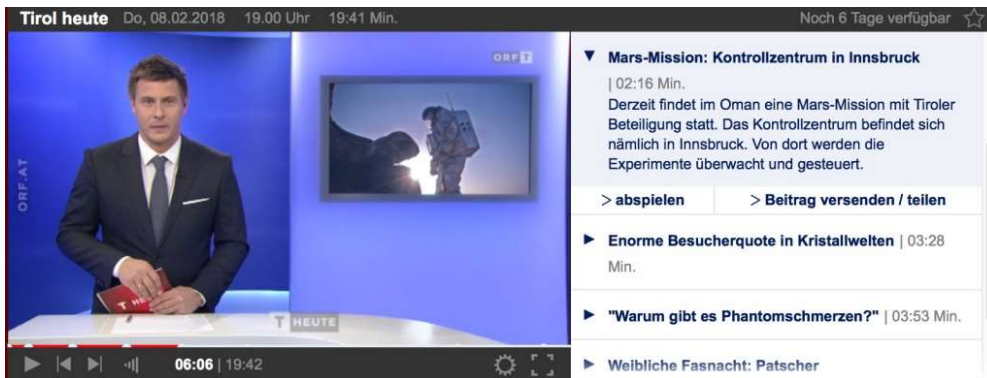 Tirol heute Do, 08.02.2018 19.00 Uhr 19:41 Min. Noch 6 Tage verfügbar
ORF T
ORF.AT
T HEUTE
T HEUTE
06:06 | 19:42
Mars-Mission: Kontrollzentrum in Innsbruck
| 02:16 Min.
Derzeit findet im Oman eine Mars-Mission mit Tiroler
Beteiligung statt. Das Kontrollzentrum befindet sich
nämlich in Innsbruck. Von dort werden die
Experimente überwacht und gesteuert.
> abspielen > Beitrag versenden / teilen
Enorme Besucherquote in Kristallwelten | 03:28
Min.
"Warum gibt es Phantomschmerzen?" | 03:53 Min.
Weibliche Fasnacht: Patscher